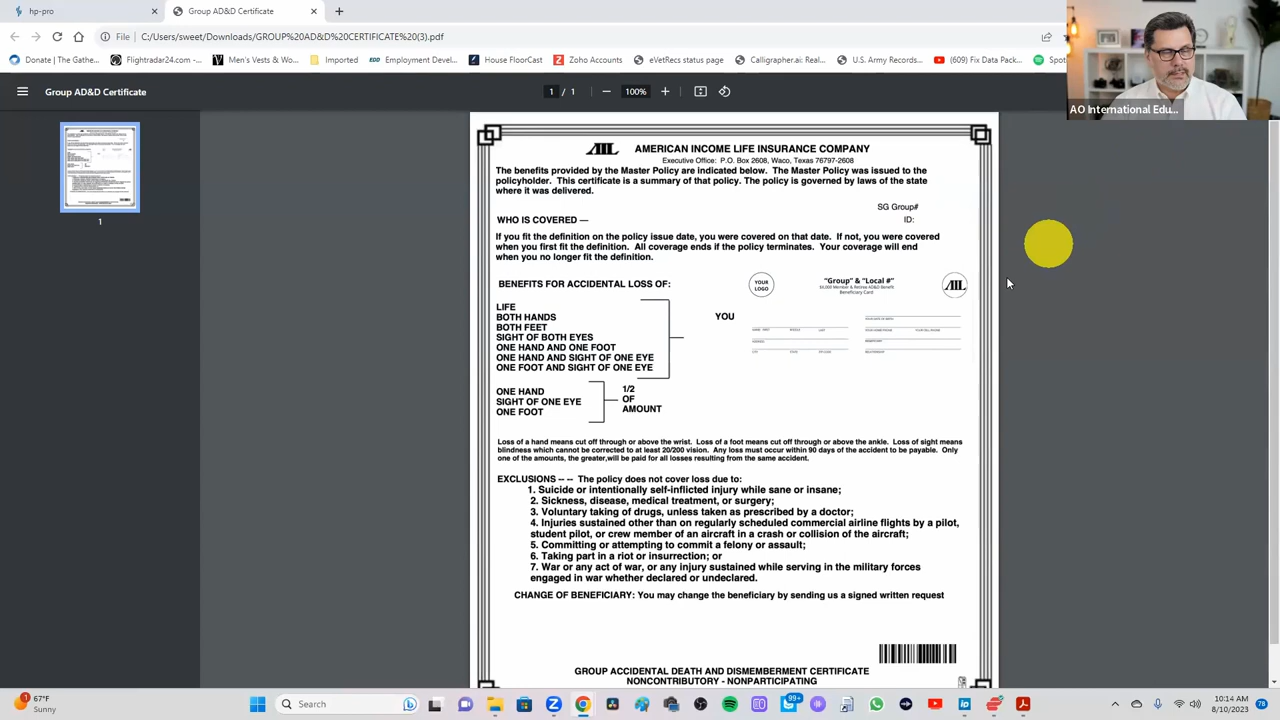 hp-pro
Group AD&D Certificate
File
C:/Users/sweet/Downloads/GROUP%20AD&D%20CERTIFICATE%20(3).pdf
Donate | The Gathe...
Flightradar24.com -...
Men's Vests & Wo...
Imported
EDD
Employment Devel...
House FloorCast
Zoho Accounts
eVetRecs status page
Calligrapher.ai: Real...
U.S. Army Records...
(609) Fix Data Pack...
Spot
Group AD&D Certificate
1 / 1
100%
AO International Edu...
1
AIL
AMERICAN INCOME LIFE INSURANCE COMPANY
Executive Office: P.O. Box 2608, Waco, Texas 76797-2608
The benefits provided by the Master Policy are indicated below. The Master Policy was issued to the
policyholder. This certificate is a summary of that policy. The policy is governed by laws of the state
where it was delivered.
SG Group#
ID:
WHO IS COVERED —
If you fit the definition on the policy issue date, you were covered on that date. If not, you were covered
when you first fit the definition. All coverage ends if the policy terminates. Your coverage will end
when you no longer fit the definition.
BENEFITS FOR ACCIDENTAL LOSS OF:
YOUR
LOGO
"Group" & "Local #"
Member & Retiree AD&D Benefit
Beneficiary Card
AIL
LIFE
BOTH HANDS
BOTH FEET
SIGHT OF BOTH EYES
ONE HAND AND ONE FOOT
ONE HAND AND SIGHT OF ONE EYE
ONE FOOT AND SIGHT OF ONE EYE
YOU
ONE HAND
SIGHT OF ONE EYE
ONE FOOT
1/2
OF
AMOUNT
Loss of a hand means cut off through or above the wrist. Loss of a foot means cut off through or above the ankle. Loss of sight means
blindness which cannot be corrected to at least 20/200 vision. Any loss must occur within 90 days of the accident to be payable. Only
one of the amounts, the greater,will be paid for all losses resulting from the same accident.
EXCLUSIONS -- -- The policy does not cover loss due to:
1. Suicide or intentionally self-inflicted injury while sane or insane;
2. Sickness, disease, medical treatment, or surgery;
3. Voluntary taking of drugs, unless taken as prescribed by a doctor;
4. Injuries sustained other than on regularly scheduled commercial airline flights by a pilot,
student pilot, or crew member of an aircraft in a crash or collision of the aircraft;
5. Committing or attempting to commit a felony or assault;
6. Taking part in a riot or insurrection; or
7. War or any act of war, or any injury sustained while serving in the military forces
engaged in war whether declared or undeclared.
CHANGE OF BENEFICIARY: You may change the beneficiary by sending us a signed written request
GROUP ACCIDENTAL DEATH AND DISMEMBERMENT CERTIFICATE
NONCONTRIBUTORY - NONPARTICIPATING
67°F
Sunny
Search
99+
10:14 AM
8/10/2023
78